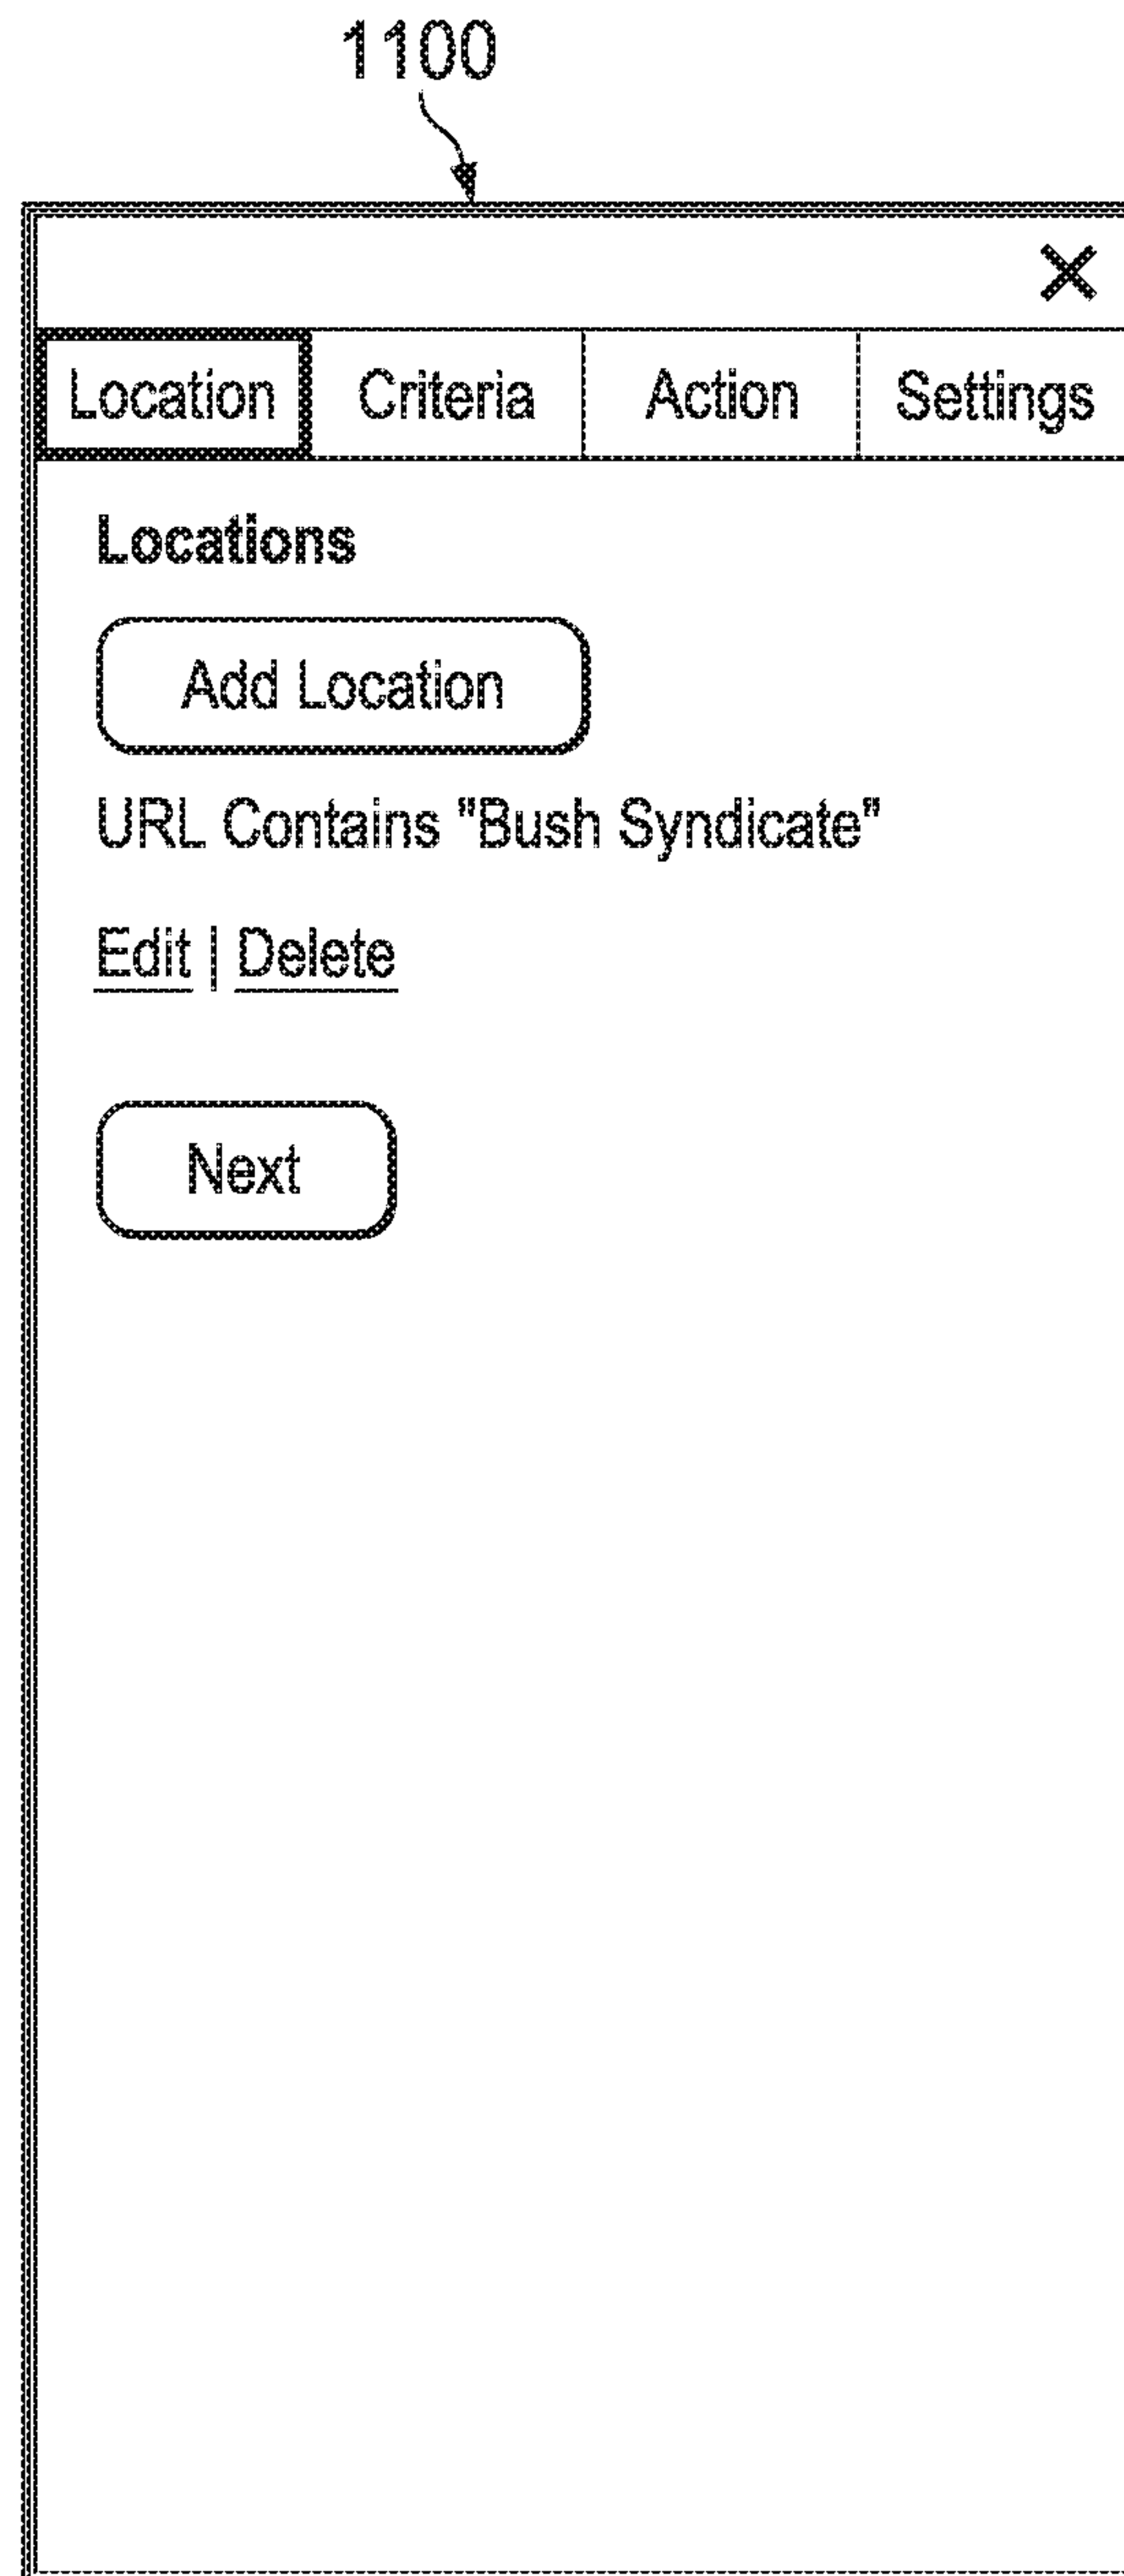 1100
X
Location Criteria Action Settings
Locations
Add Location
URL Contains "Bush Syndicate"
Edit | Delete
Next